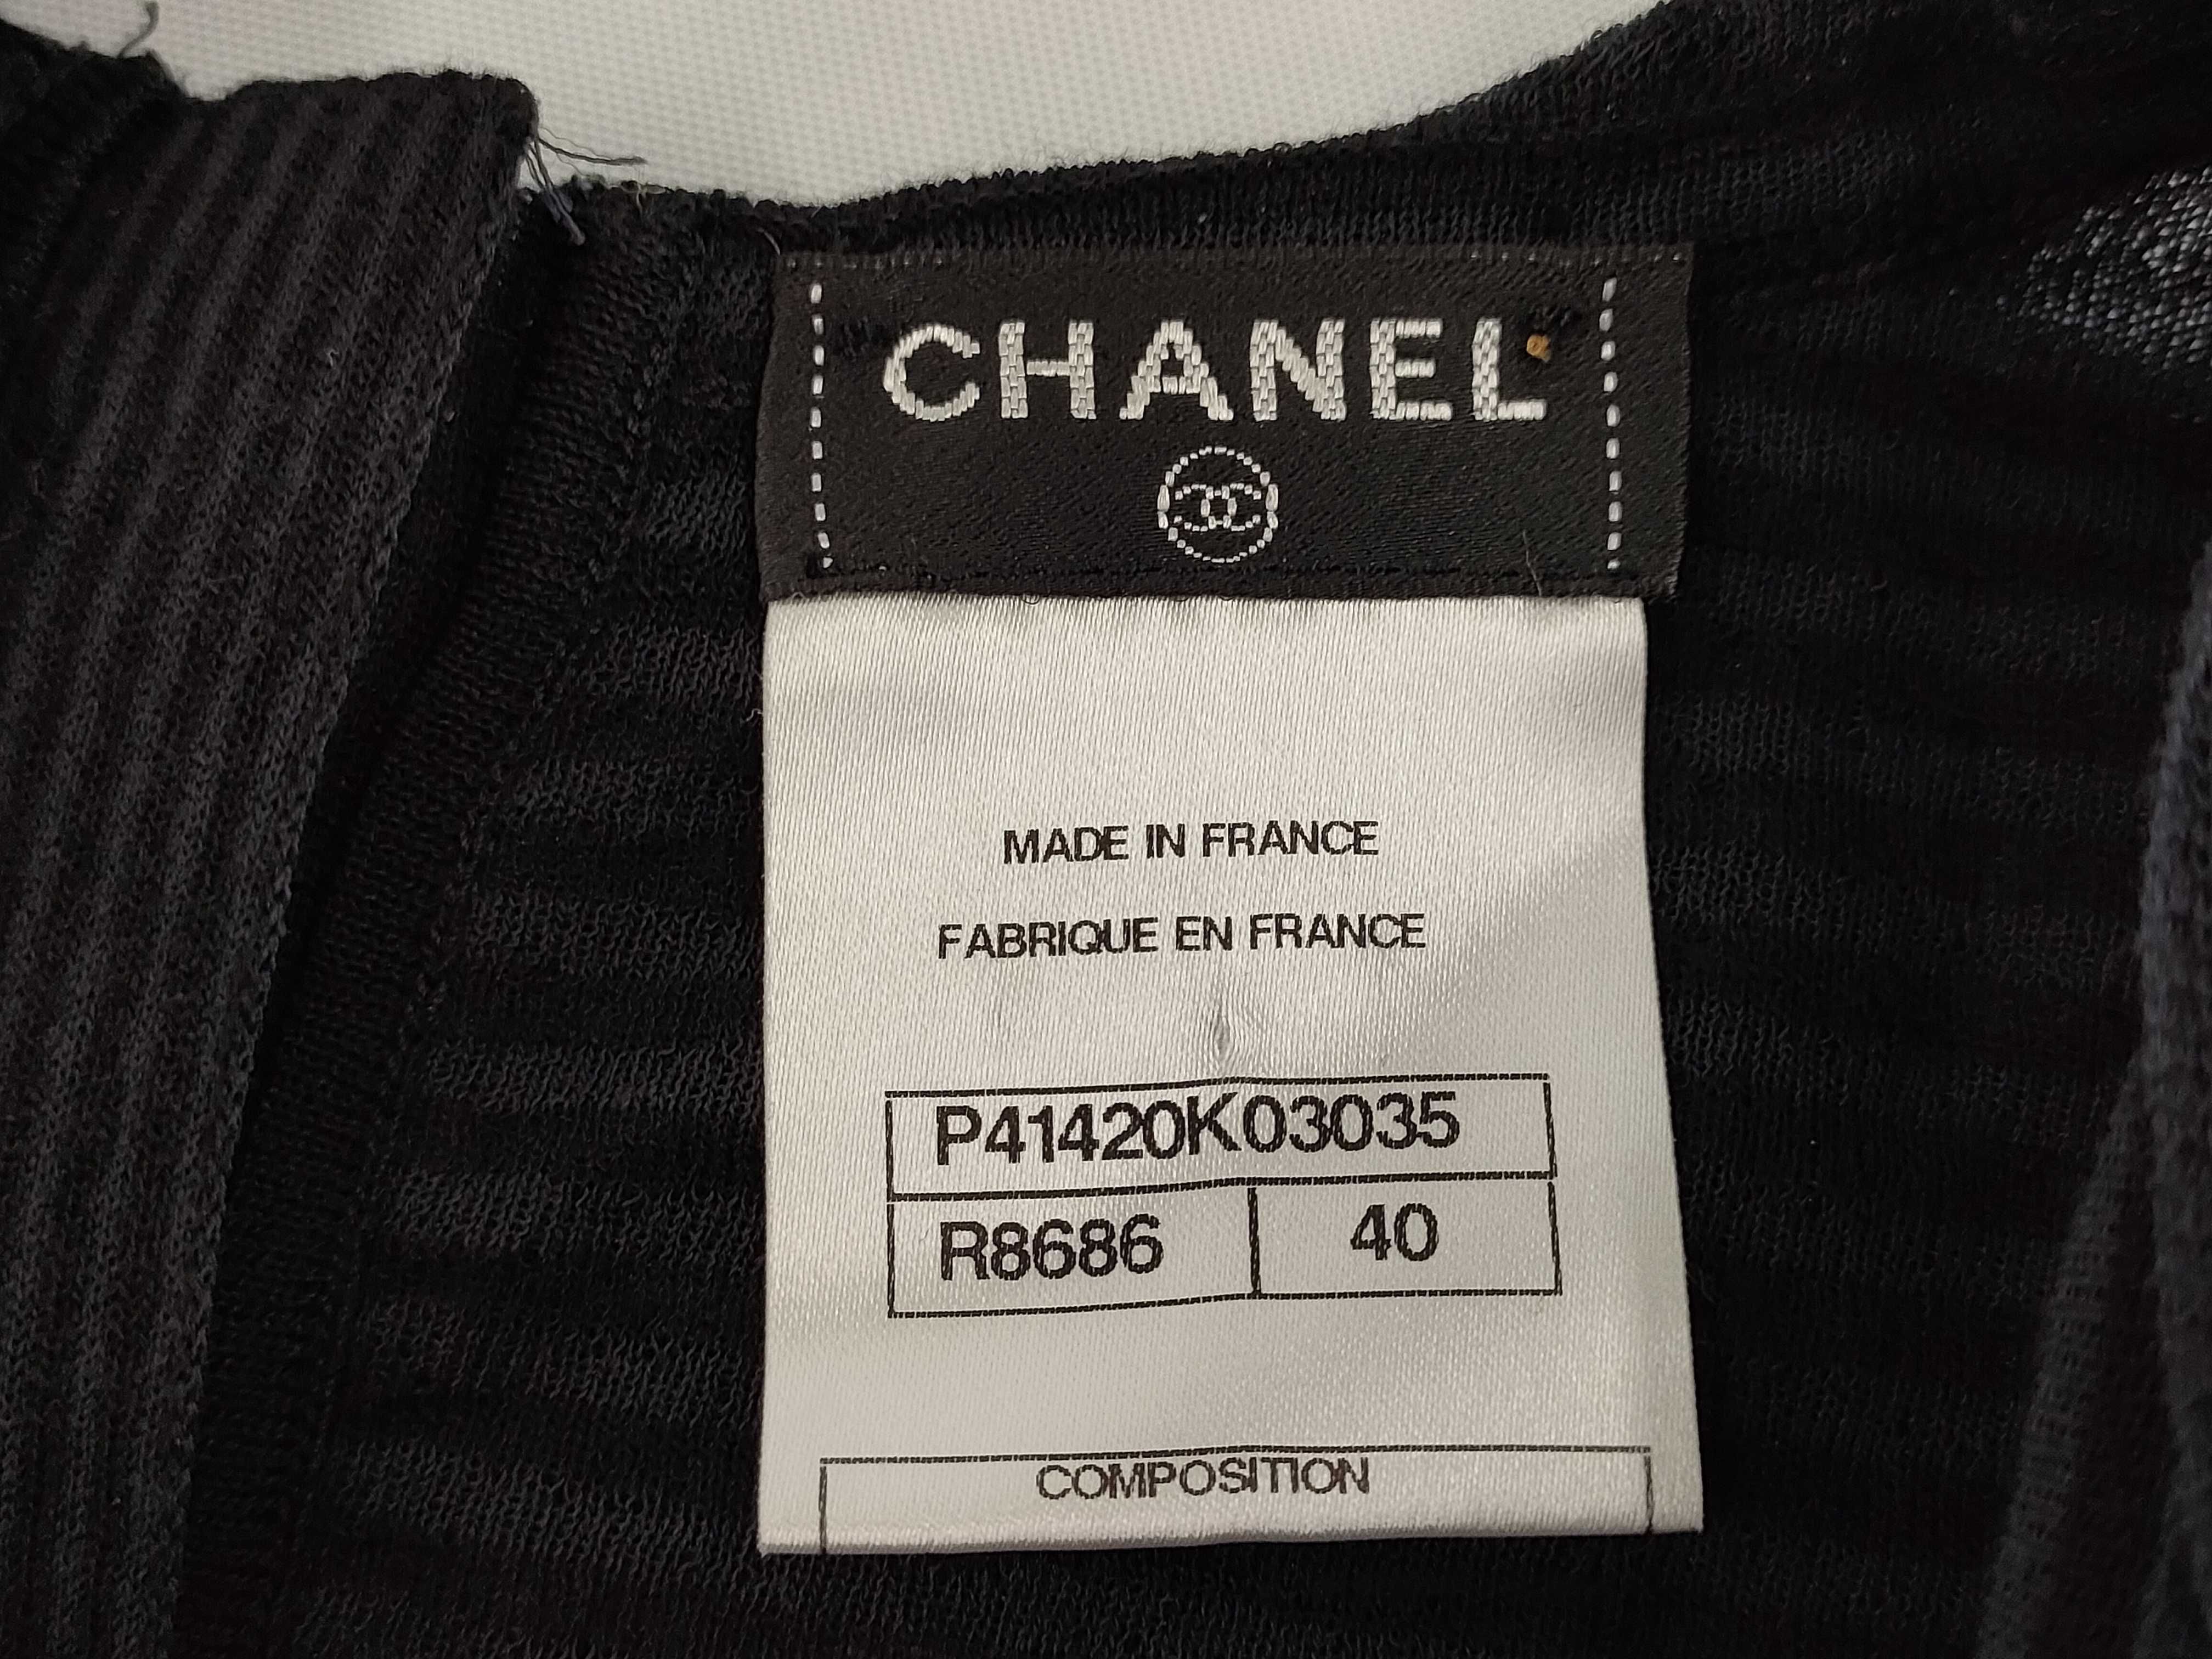 CHANEL
MADE IN FRANCE
FABRIQUE EN FRANCE
P41420K03035
R8686 40
COMPOSITION